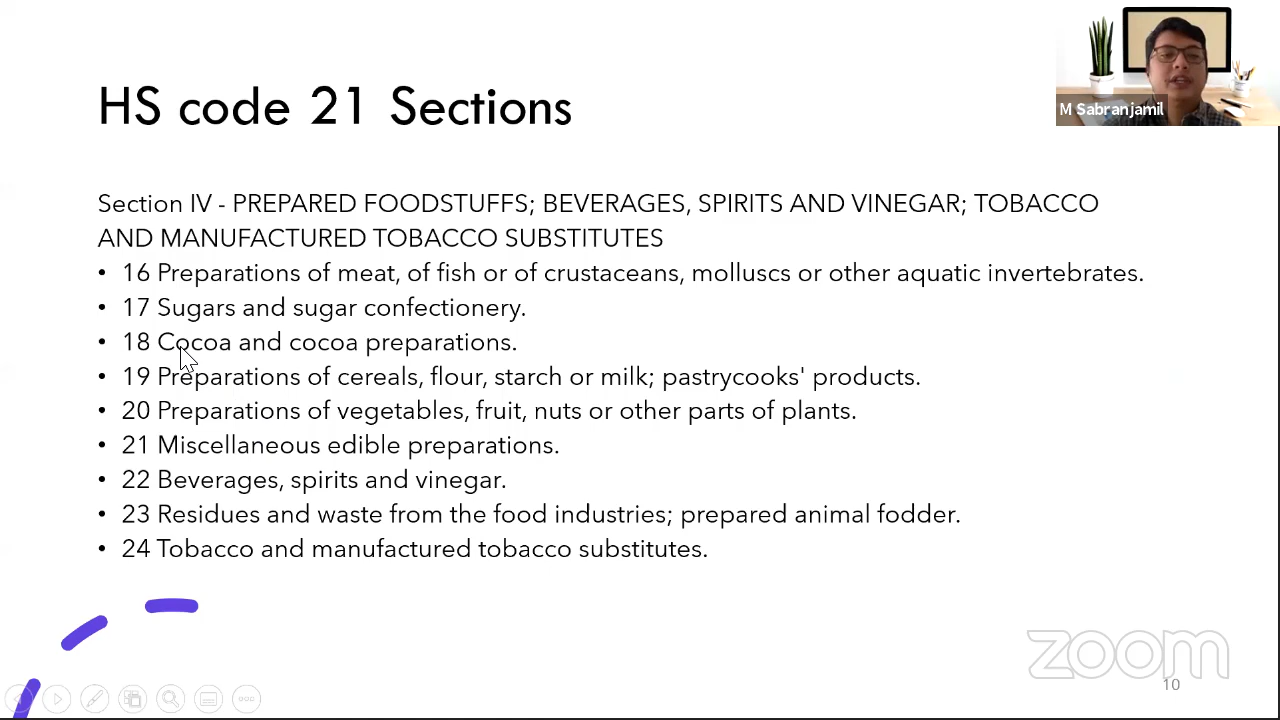 HS code 21 Sections
M Sabranjamil
Section IV - PREPARED FOODSTUFFS; BEVERAGES, SPIRITS AND VINEGAR; TOBACCO
AND MANUFACTURED TOBACCO SUBSTITUTES
• 16 Preparations of meat, of fish or of crustaceans, molluscs or other aquatic invertebrates.
• 17 Sugars and sugar confectionery.
• 18 Cocoa and cocoa preparations.
• 19 Preparations of cereals, flour, starch or milk; pastrycooks' products.
• 20 Preparations of vegetables, fruit, nuts or other parts of plants.
• 21 Miscellaneous edible preparations.
• 22 Beverages, spirits and vinegar.
• 23 Residues and waste from the food industries; prepared animal fodder.
• 24 Tobacco and manufactured tobacco substitutes.
zoom
10